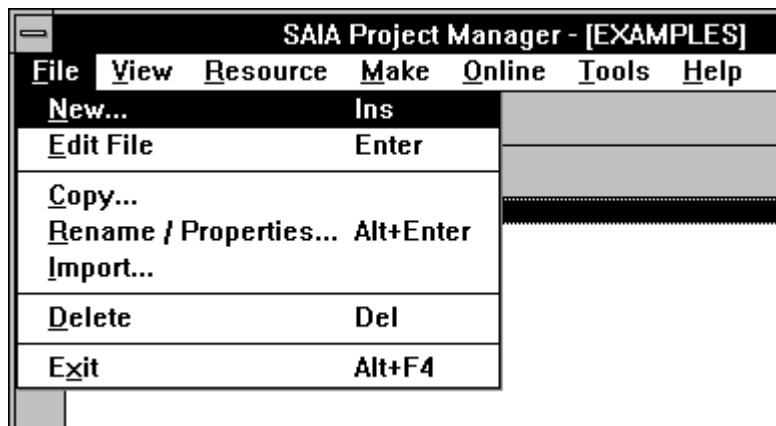 SAIA Project Manager - [EXAMPLES]
File View Resource Make Online Tools Help
New... Ins
Edit File Enter
Copy...
Rename / Properties... Alt+Enter
Import...
Delete Del
Exit Alt+F4